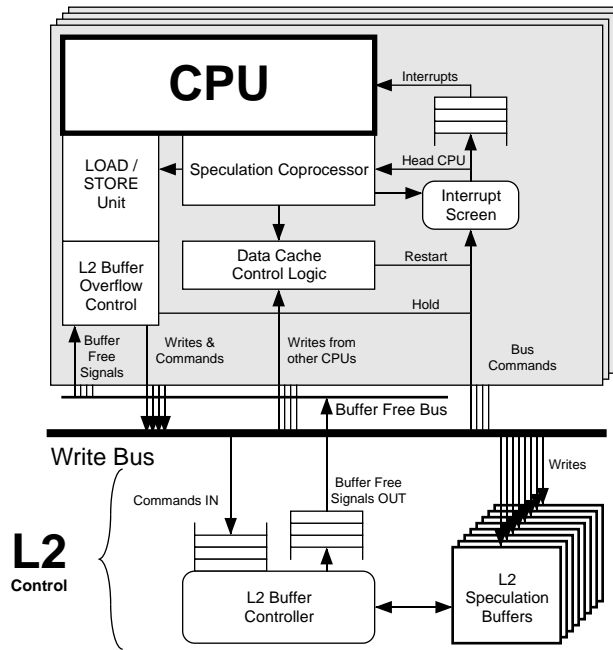 CPU
Interrupts
LOAD /
STORE
Unit
Speculation Coprocessor
Head CPU
Interrupt
Screen
L2 Buffer
Overflow
Control
Data Cache
Control Logic
Restart
Hold
Buffer
Free
Signals
Writes &
Commands
Writes from
other CPUs
Bus
Commands
Buffer Free Bus
Write Bus
Commands IN
Buffer Free
Signals OUT
Writes
L2
Control
L2 Buffer
Controller
L2
Speculation
Buffers